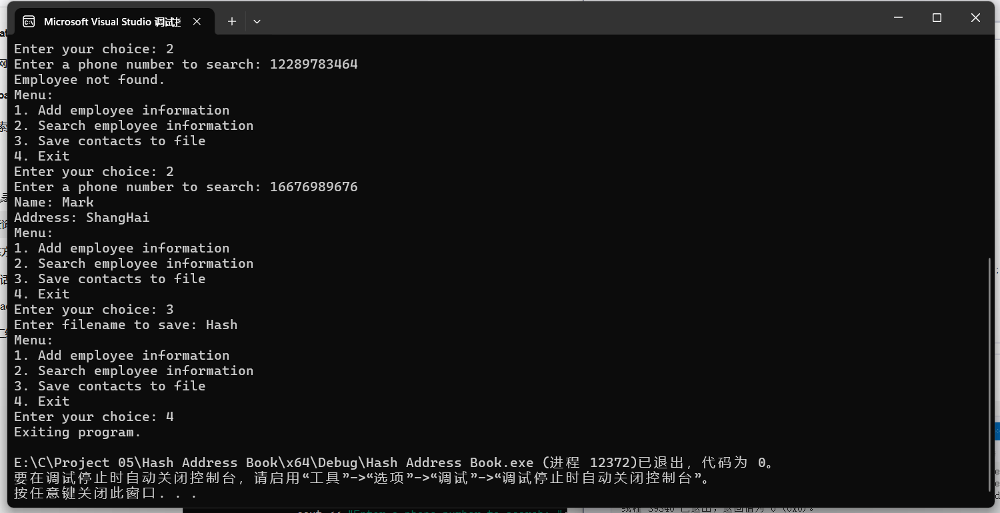 Microsoft Visual Studio 调试
Enter your choice: 2
Enter a phone number to search: 12289783464
Employee not found.
Menu:
1. Add employee information
2. Search employee information
3. Save contacts to file
4. Exit
Enter your choice: 2
Enter a phone number to search: 16676989676
Name: Mark
Address: ShangHai
Menu:
1. Add employee information
2. Search employee information
3. Save contacts to file
4. Exit
Enter your choice: 3
Enter filename to save: Hash
Menu:
1. Add employee information
2. Search employee information
3. Save contacts to file
4. Exit
Enter your choice: 4
Exiting program.
E:\C\Project 05\Hash Address Book\x64\Debug\Hash Address Book.exe (进程 12372)已退出，代码为 0。
要在调试停止时自动关闭控制台，请启用“工具”->“选项”->“调试”->“调试停止时自动关闭控制台”。
按任意键关闭此窗口. . .